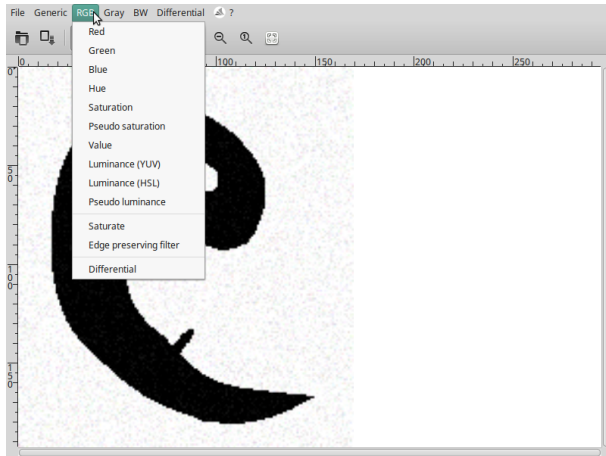 File Generic RGB Gray BW Differential ?
Red
Green
Blue
Hue
Saturation
Pseudo saturation
Value
Luminance (YUV)
Luminance (HSL)
Pseudo luminance
Saturate
Edge preserving filter
Differential
0 100 150 200 250
0
50
100
150